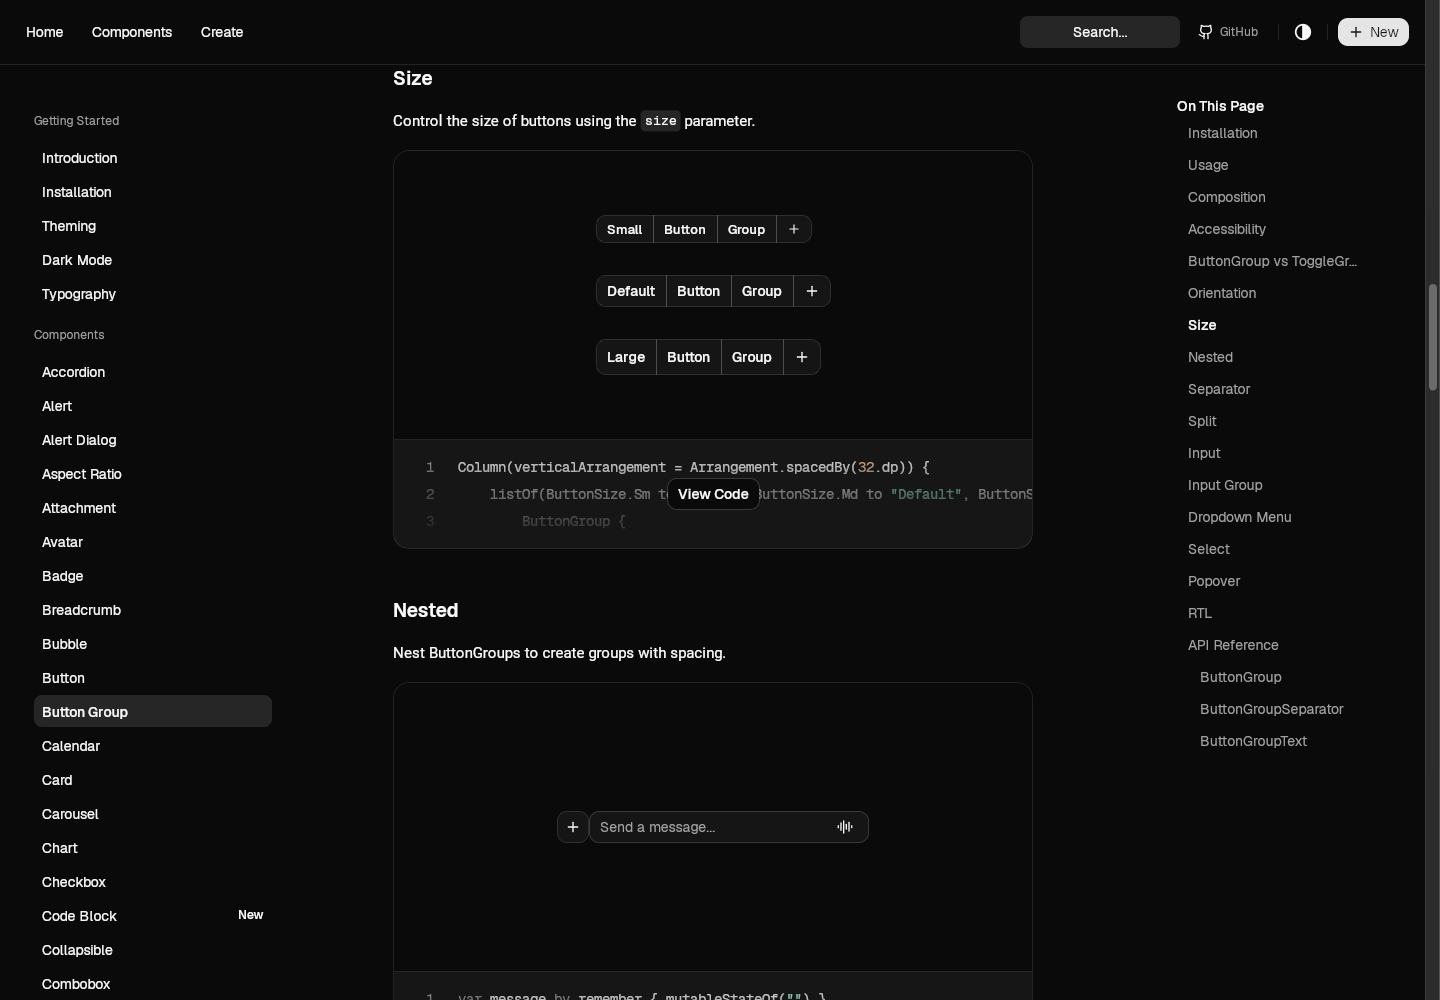 Home
Components
Create
Search...
GitHub
New
Getting Started
Introduction
Installation
Theming
Dark Mode
Typography
Components
Accordion
Alert
Alert Dialog
Aspect Ratio
Attachment
Avatar
Badge
Breadcrumb
Bubble
Button
Button Group
Calendar
Card
Carousel
Chart
Checkbox
Code Block New
Collapsible
Combobox
Size
Control the size of buttons using the size parameter.
Small Button Group +
Default Button Group +
Large Button Group +
1 Column(verticalArrangement = Arrangement.spacedBy(32.dp)) {
2 listOf(ButtonSize.Sm to ButtonSize.Md to "Default", ButtonS
View Code
3 ButtonGroup {
Nested
Nest ButtonGroups to create groups with spacing.
+ Send a message...
1 var message by remember { mutableStateOf("") }
On This Page
Installation
Usage
Composition
Accessibility
ButtonGroup vs ToggleGr...
Orientation
Size
Nested
Separator
Split
Input
Input Group
Dropdown Menu
Select
Popover
RTL
API Reference
ButtonGroup
ButtonGroupSeparator
ButtonGroupText